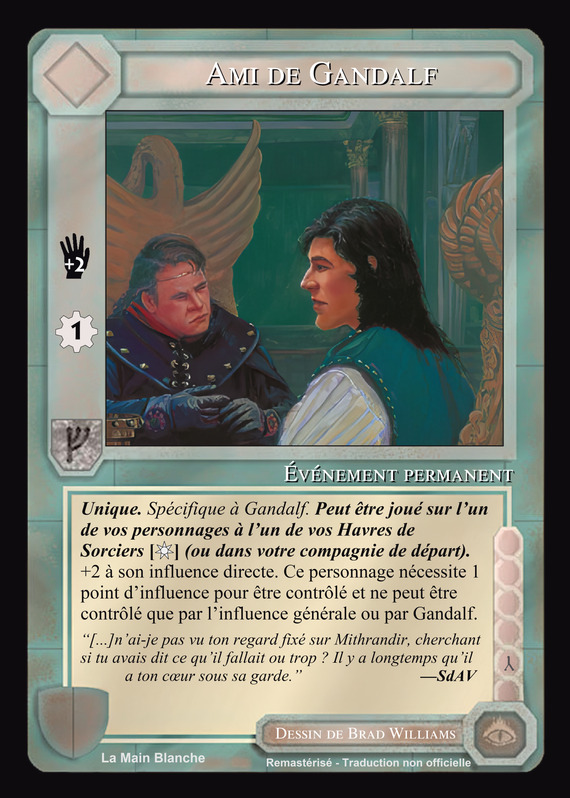 Ami de Gandalf
+2
1
Événement permanent
Unique. Spécifique à Gandalf. Peut être joué sur l'un
de vos personnages à l'un de vos Havres de
Sorciers [] (ou dans votre compagnie de départ).
+2 à son influence directe. Ce personnage nécessite 1
point d'influence pour être contrôlé et ne peut être
contrôlé que par l'influence générale ou par Gandalf.
“[...]n'ai-je pas vu ton regard fixé sur Mithrandir, cherchant
si tu avais dit ce qu'il fallait ou trop ? Il y a longtemps qu'il
a ton cœur sous sa garde.” —SdAV
Dessin de Brad Williams
La Main Blanche
Remastérisé - Traduction non officielle